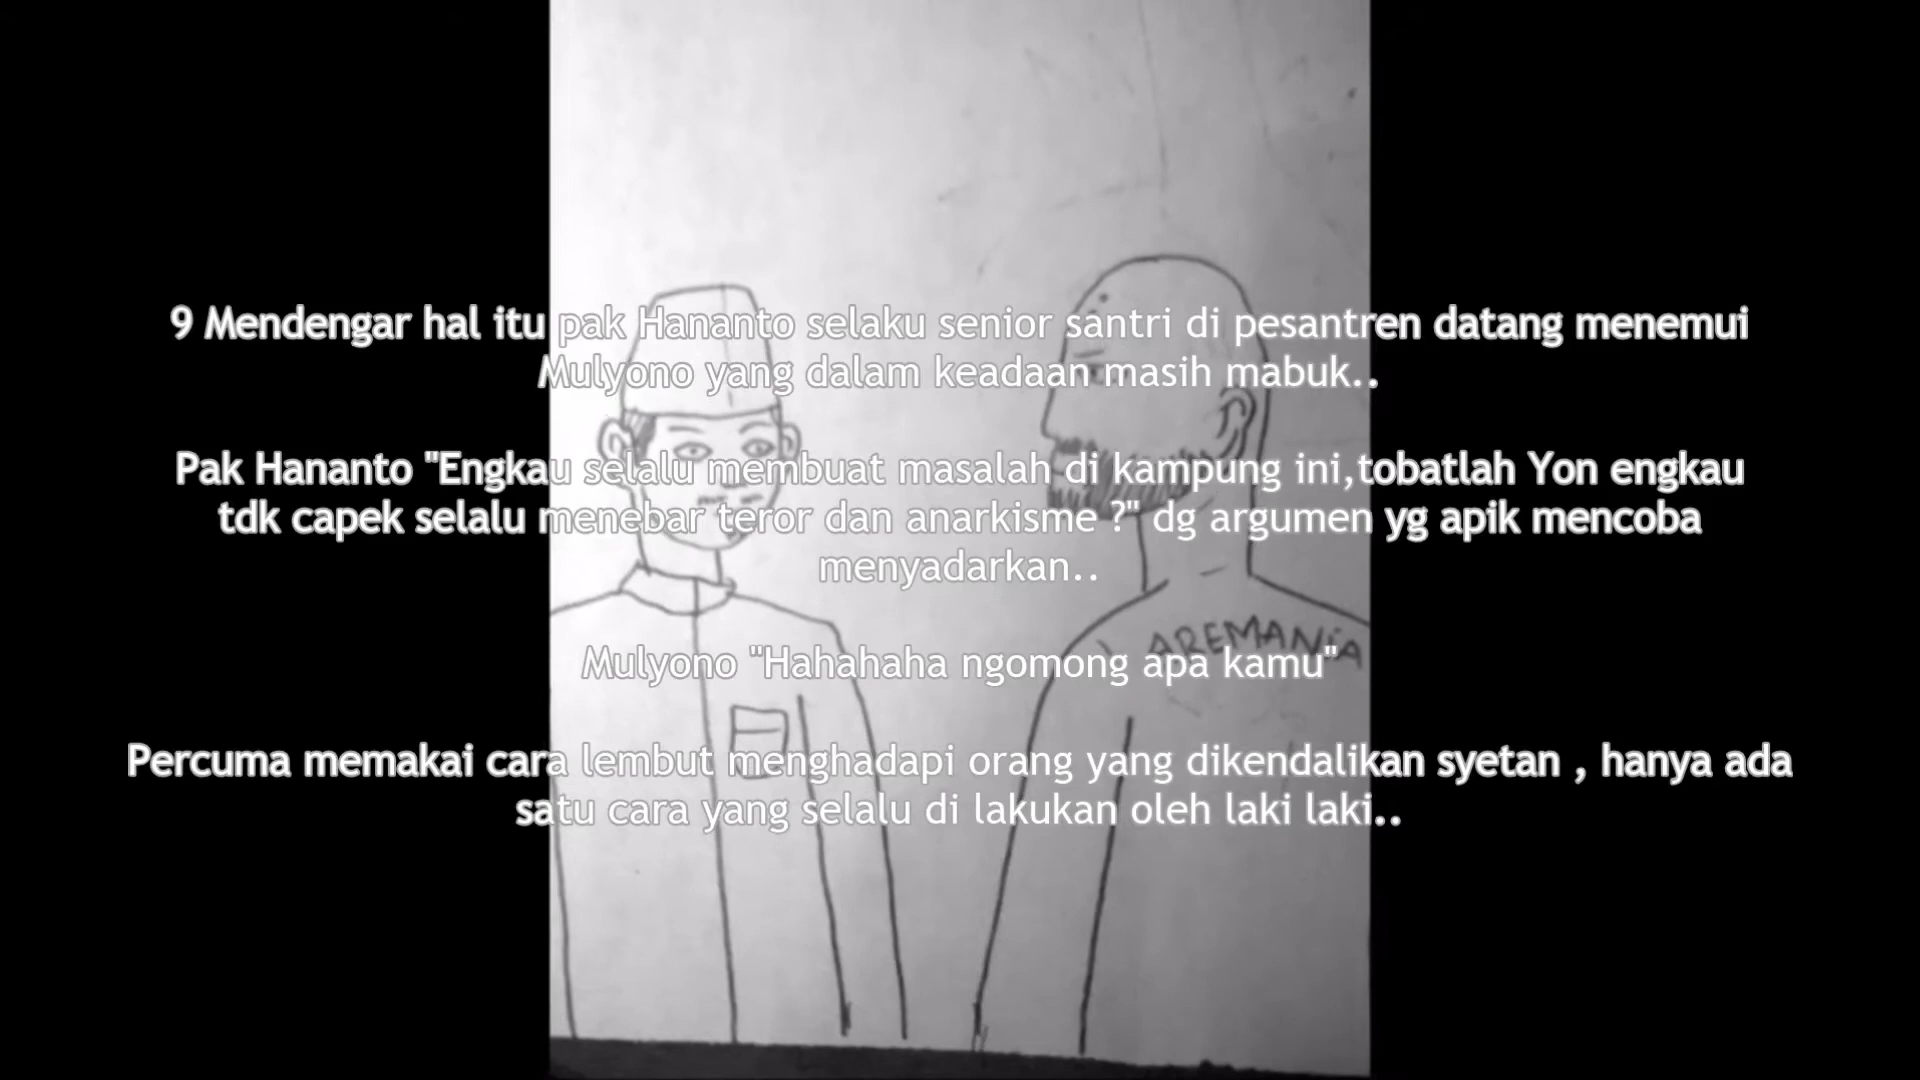 9 Mendengar hal itu pak Hananto selaku senior santri di pesantren datang menemui
Mulyono yang dalam keadaan masih mabuk..
Pak Hananto "Engkau selalu membuat masalah di kampung ini,tobatlah Yon engkau
tdk capek selalu menebar teror dan anarkisme ?" dg argumen yg apik mencoba
menyadarkan..
AREMANiA
Mulyono "Hahahaha ngomong apa kamu"
Percuma memakai cara lembut menghadapi orang yang dikendalikan syetan , hanya ada
satu cara yang selalu di lakukan oleh laki laki..